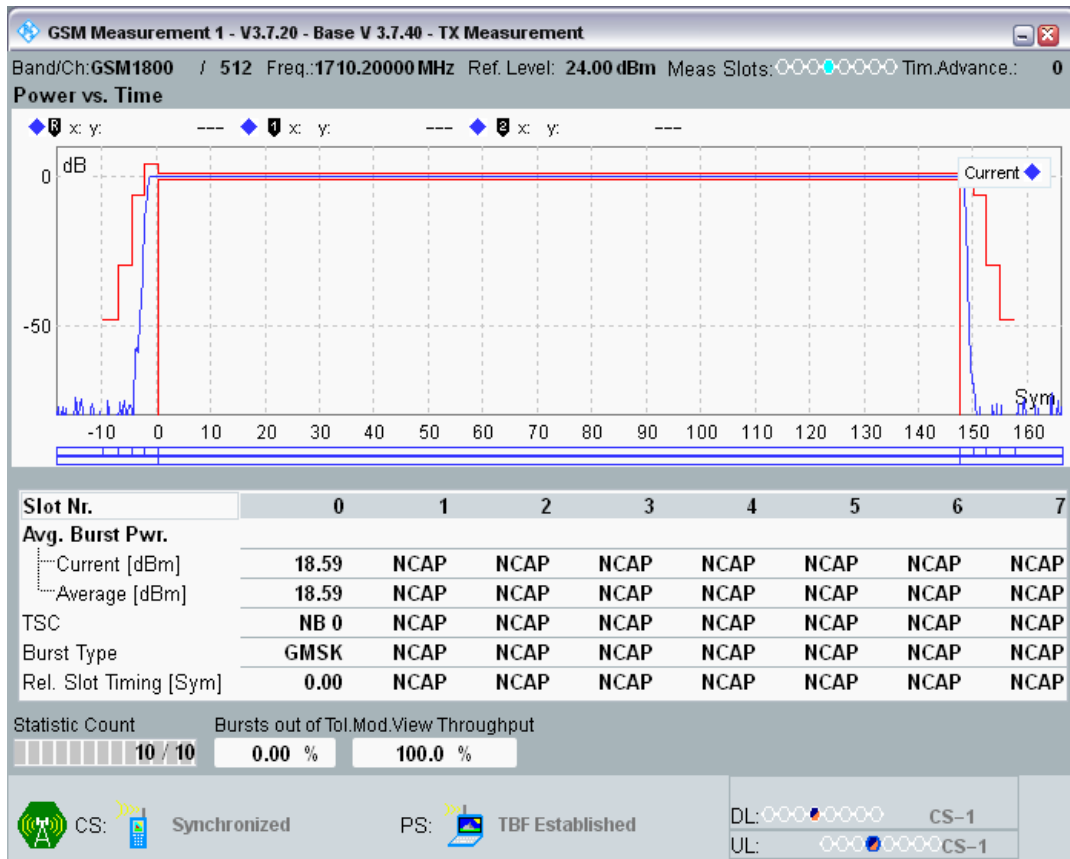 GSM Measurement 1 - V3.7.20 - Base V 3.7.40 - TX Measurement
Band/Ch:GSM1800 / 512 Freq.:1710.20000 MHz Ref. Level: 24.00 dBm Meas Slots: Tim.Advance.: 0
Power vs. Time
R x: y: --- 1 x: y: --- 2 x: y: ---
dB
Current
0
-50
Sym
-10 0 10 20 30 40 50 60 70 80 90 100 110 120 130 140 150 160
Slot Nr. 0 1 2 3 4 5 6 7
Avg. Burst Pwr.
Current [dBm] 18.59 NCAP NCAP NCAP NCAP NCAP NCAP NCAP
Average [dBm] 18.59 NCAP NCAP NCAP NCAP NCAP NCAP NCAP
TSC NB 0 NCAP NCAP NCAP NCAP NCAP NCAP NCAP
Burst Type GMSK NCAP NCAP NCAP NCAP NCAP NCAP NCAP
Rel. Slot Timing [Sym] 0.00 NCAP NCAP NCAP NCAP NCAP NCAP NCAP
Statistic Count Bursts out of Tol.Mod.View Throughput
10 / 10 0.00 % 100.0 %
CS: Synchronized PS: TBF Established DL: CS-1
UL: CS-1